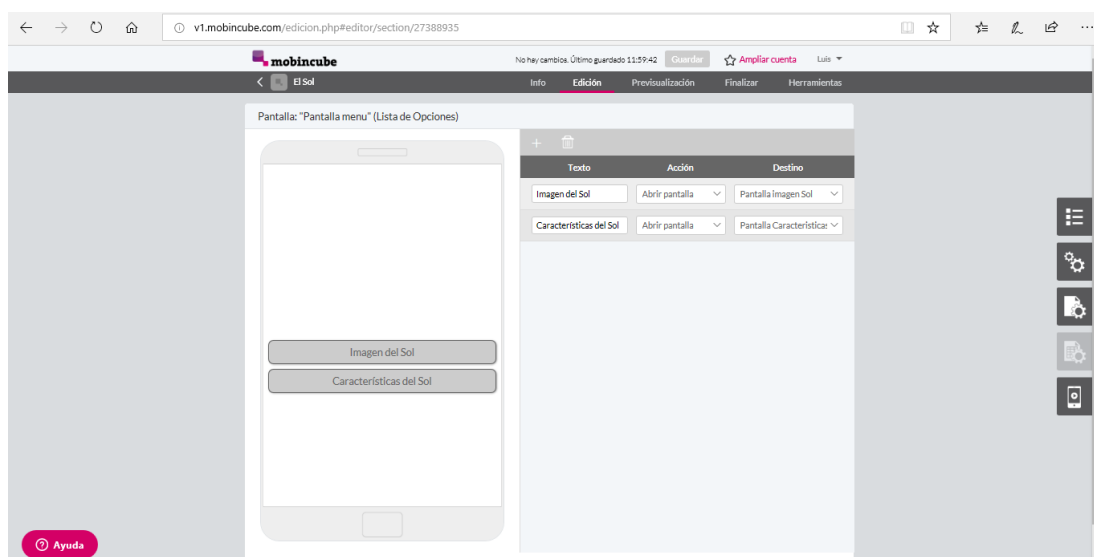 v1.mobincube.com/edicion.php#editor/section/27388935
mobincube No hay cambios. Último guardado 11:59:42 Guardar Ampliar cuenta Luis
El Sol Info Edición Previsualización Finalizar Herramientas
Pantalla: "Pantalla menu" (Lista de Opciones)
Texto Acción Destino
Imagen del Sol Abrir pantalla Pantalla imagen Sol
Características del Sol Abrir pantalla Pantalla Caracteristica:
Imagen del Sol
Características del Sol
Ayuda